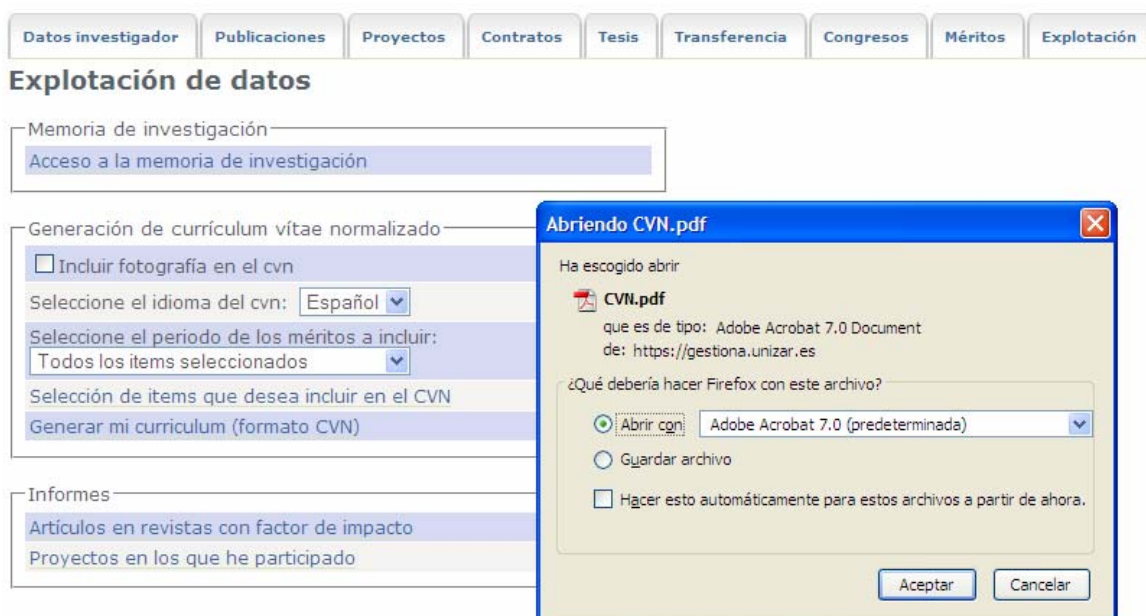 Datos investigador Publicaciones Proyectos Contratos Tesis Transferencia Congresos Méritos Explotación
Explotación de datos
Memoria de investigación
Acceso a la memoria de investigación
Generación de currículum vítae normalizado
Incluir fotografía en el cvn
Seleccione el idioma del cvn: Español
Seleccione el periodo de los méritos a incluir:
Todos los items seleccionados
Selección de items que desea incluir en el CVN
Generar mi curriculum (formato CVN)
Informes
Artículos en revistas con factor de impacto
Proyectos en los que he participado
Abriendo CVN.pdf
Ha escogido abrir
CVN.pdf
que es de tipo: Adobe Acrobat 7.0 Document
de: https://gestiona.unizar.es
¿Qué debería hacer Firefox con este archivo?
Abrir con Adobe Acrobat 7.0 (predeterminada)
Guardar archivo
Hacer esto automáticamente para estos archivos a partir de ahora.
Aceptar Cancelar